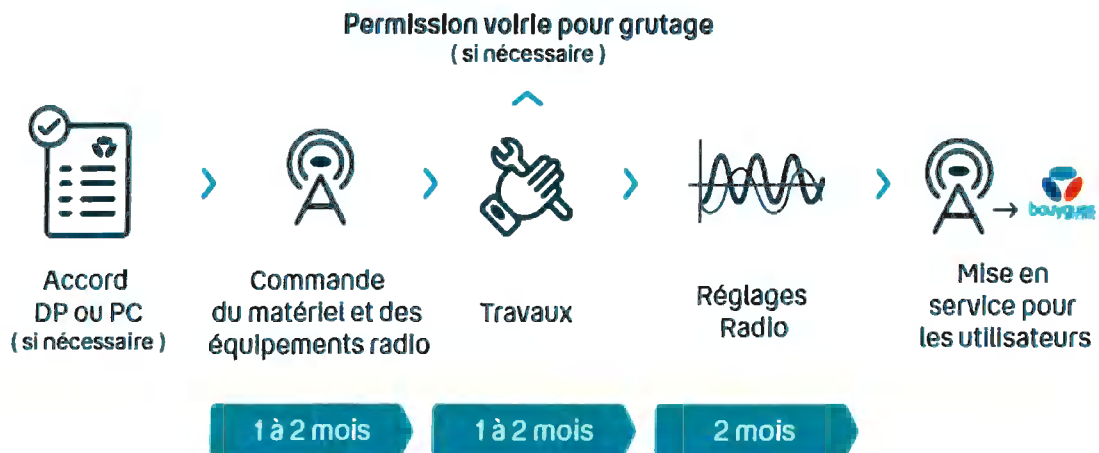 Permission voirie pour grutage
( si nécessaire )
Accord
DP ou PC
( si nécessaire )
Commande
du matériel et des
équipements radio
Travaux
Réglages
Radio
bouygues
Mise en
service pour
les utilisateurs
1 à 2 mois
1 à 2 mois
2 mois